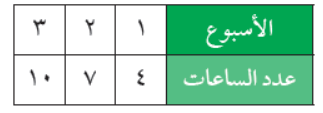 الأسبوع ١ ٢ ٣
عدد الساعات ٤ ٧ ١٠